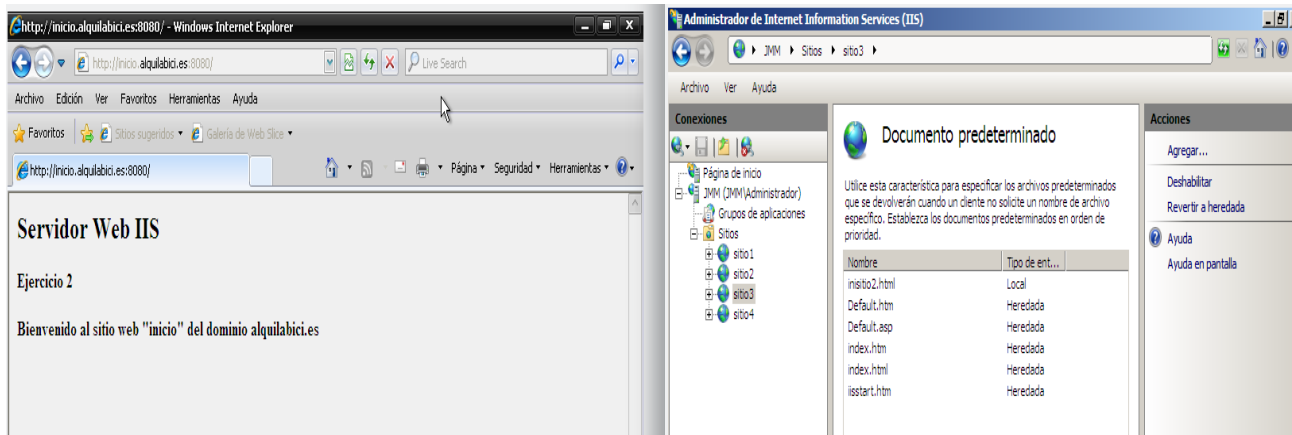 http://inicio.alquilabici.es:8080/ - Windows Internet Explorer
http://inicio.alquilabici.es:8080/
Live Search
Archivo Edición Ver Favoritos Herramientas Ayuda
Favoritos Sitios sugeridos Galería de Web Slice
http://inicio.alquilabici.es:8080/
Página Seguridad Herramientas
Servidor Web IIS
Ejercicio 2
Bienvenido al sitio web "inicio" del dominio alquilabici.es
Administrador de Internet Information Services (IIS)
JMM Sitios sitio3
Archivo Ver Ayuda
Conexiones
Página de inicio
JMM (JMM\Administrador)
Grupos de aplicaciones
Sitios
sitio1
sitio2
sitio3
sitio4
Documento predeterminado
Utilice esta característica para especificar los archivos predeterminados
que se devolverán cuando un cliente no solicite un nombre de archivo
específico. Establezca los documentos predeterminados en orden de
prioridad.
Nombre Tipo de ent...
inisitio2.html Local
Default.htm Heredada
Default.asp Heredada
index.htm Heredada
index.html Heredada
iisstart.htm Heredada
Acciones
Agregar...
Deshabilitar
Revertir a heredada
Ayuda
Ayuda en pantalla